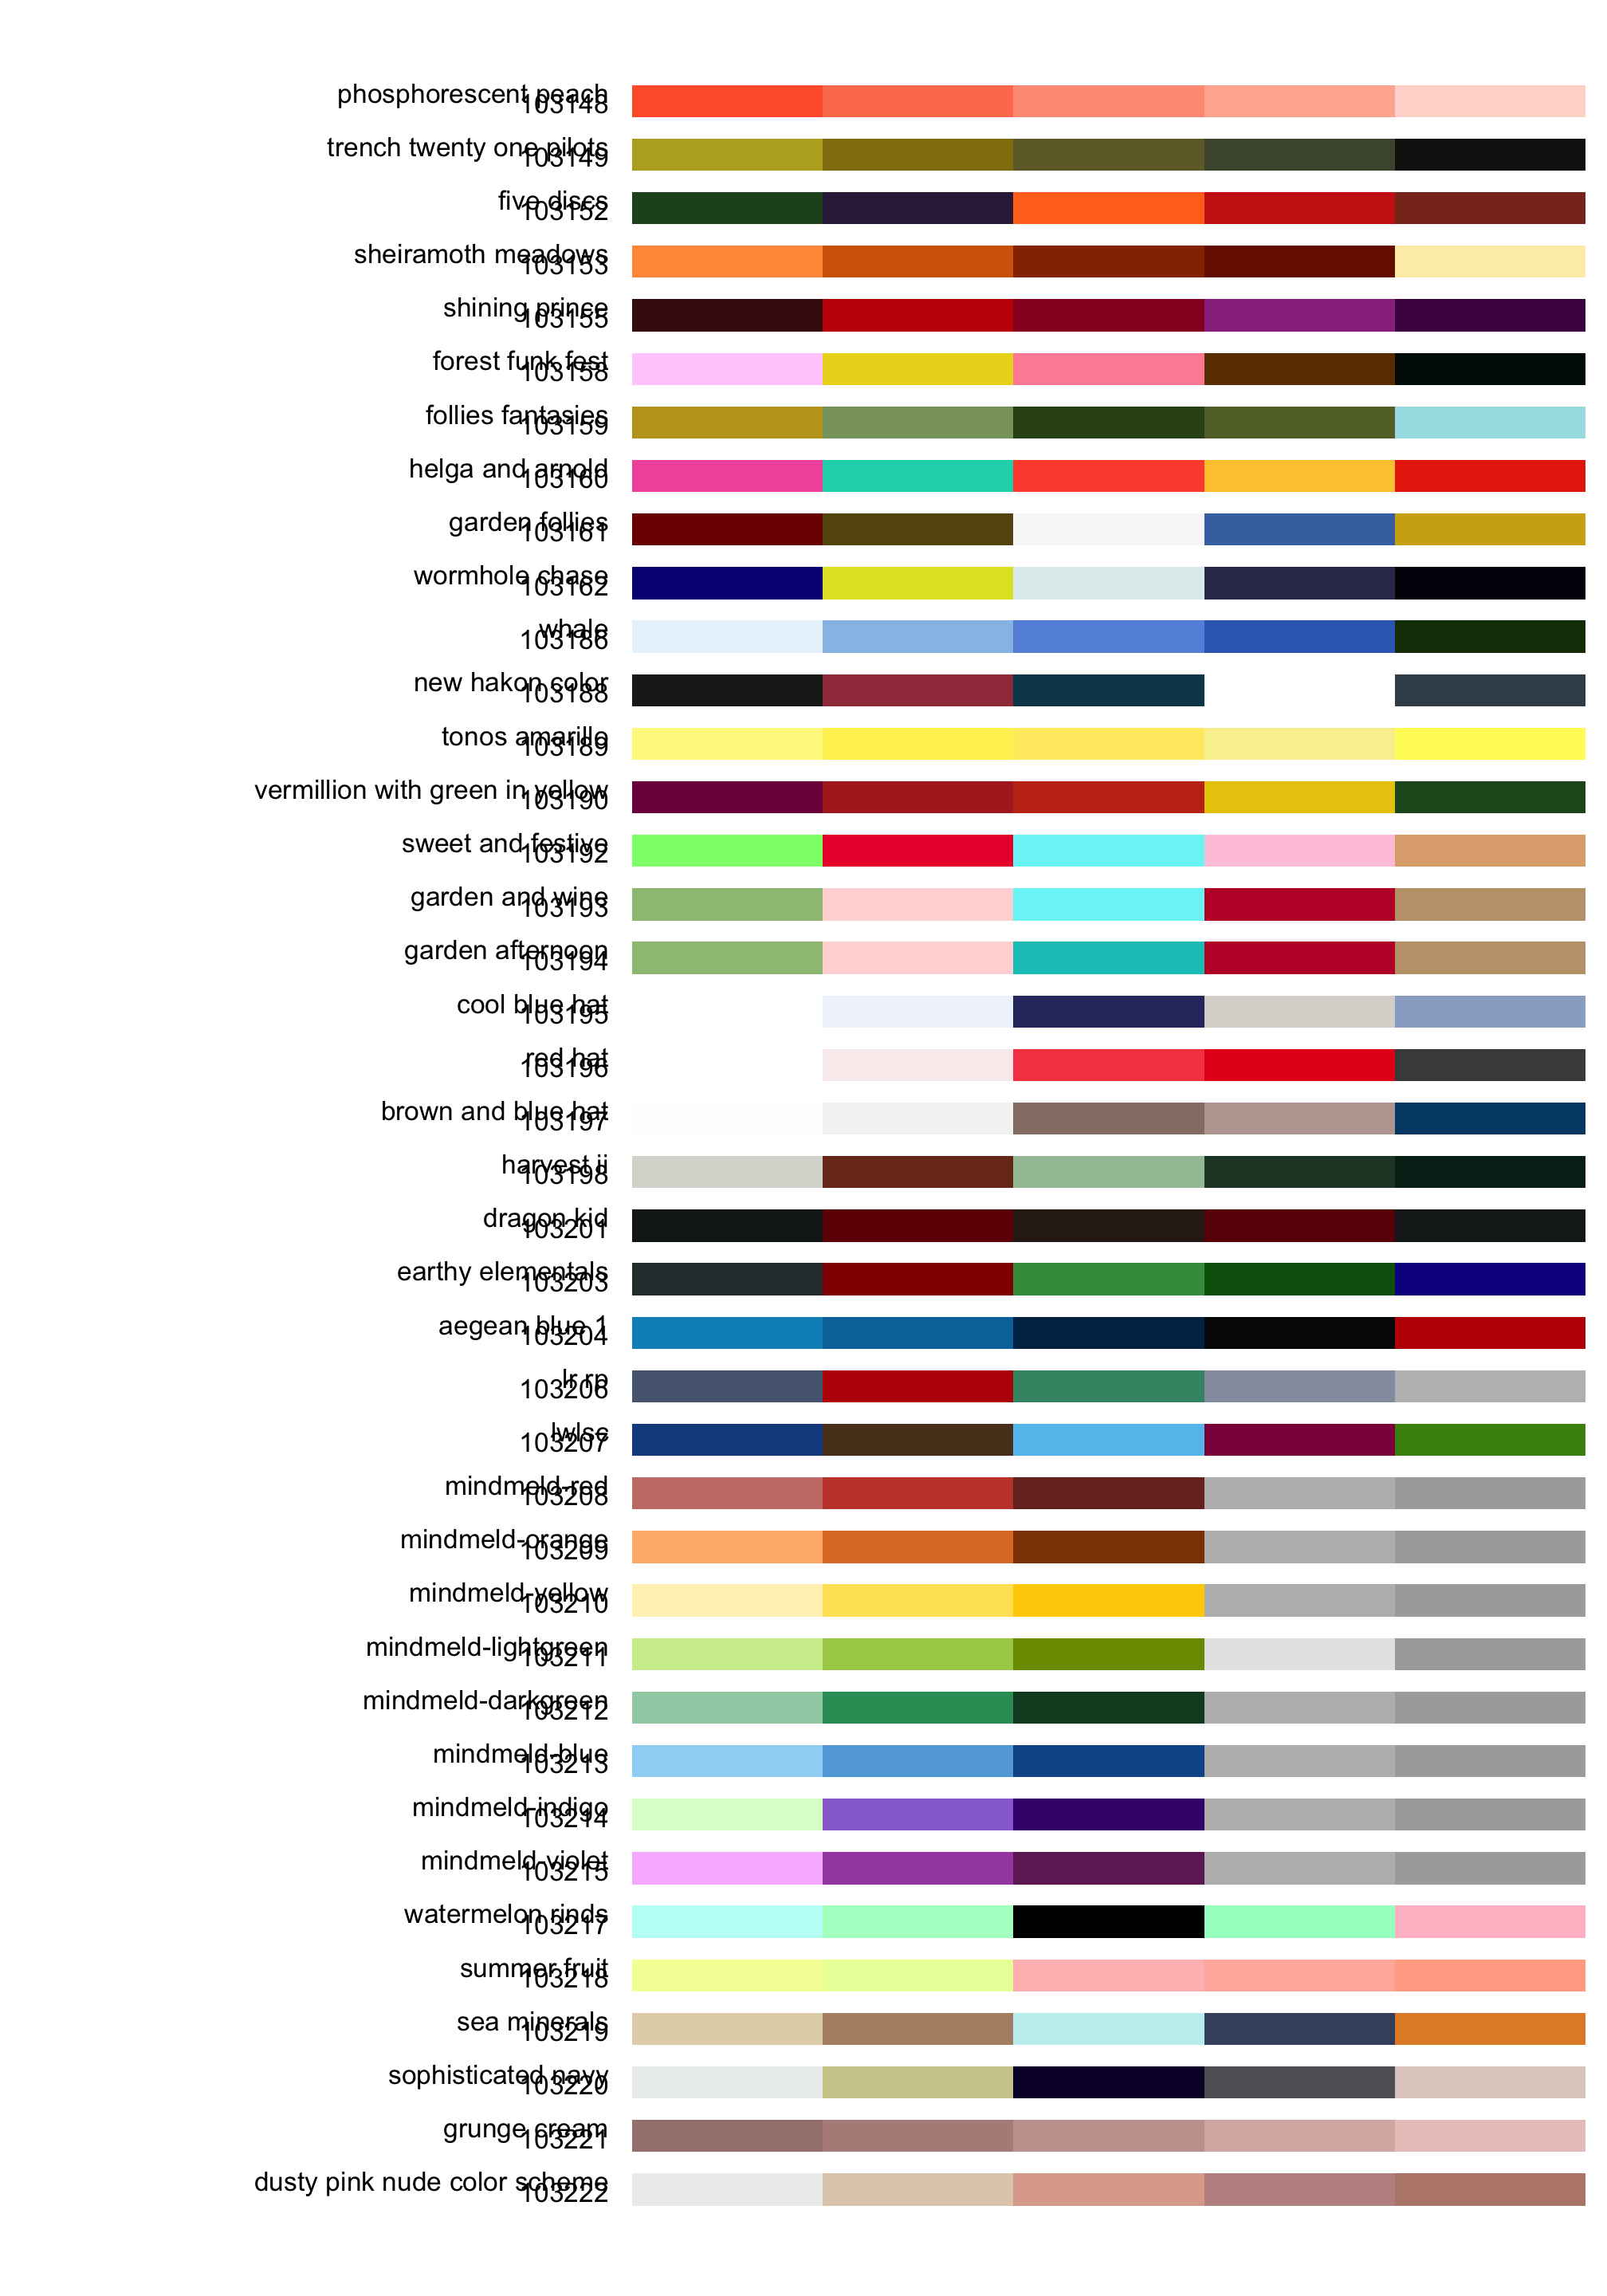 phosphorescent peach
103148
trench twenty one pilots
103149
five discs
103152
sheiramoth meadows
103153
shining prince
103155
forest funk fest
103158
follies fantasies
103159
helga and arnold
103160
garden follies
103161
wormhole chase
103162
whale
103186
new hakon color
103188
tonos amarillo
103189
vermillion with green in yellow
103190
sweet and festive
103192
garden and wine
103193
garden afternoon
103194
cool blue hat
103195
red hat
103196
brown and blue hat
103197
harvest ii
103198
dragon kid
103201
earthy elementals
103203
aegean blue 1
103204
lr rp
103206
lwlsc
103207
mindmeld-red
103208
mindmeld-orange
103209
mindmeld-yellow
103210
mindmeld-lightgreen
103211
mindmeld-darkgreen
103212
mindmeld-blue
103213
mindmeld-indigo
103214
mindmeld-violet
103215
watermelon rinds
103217
summer fruit
103218
sea minerals
103219
sophisticated navy
103220
grunge cream
103221
dusty pink nude color scheme
103222